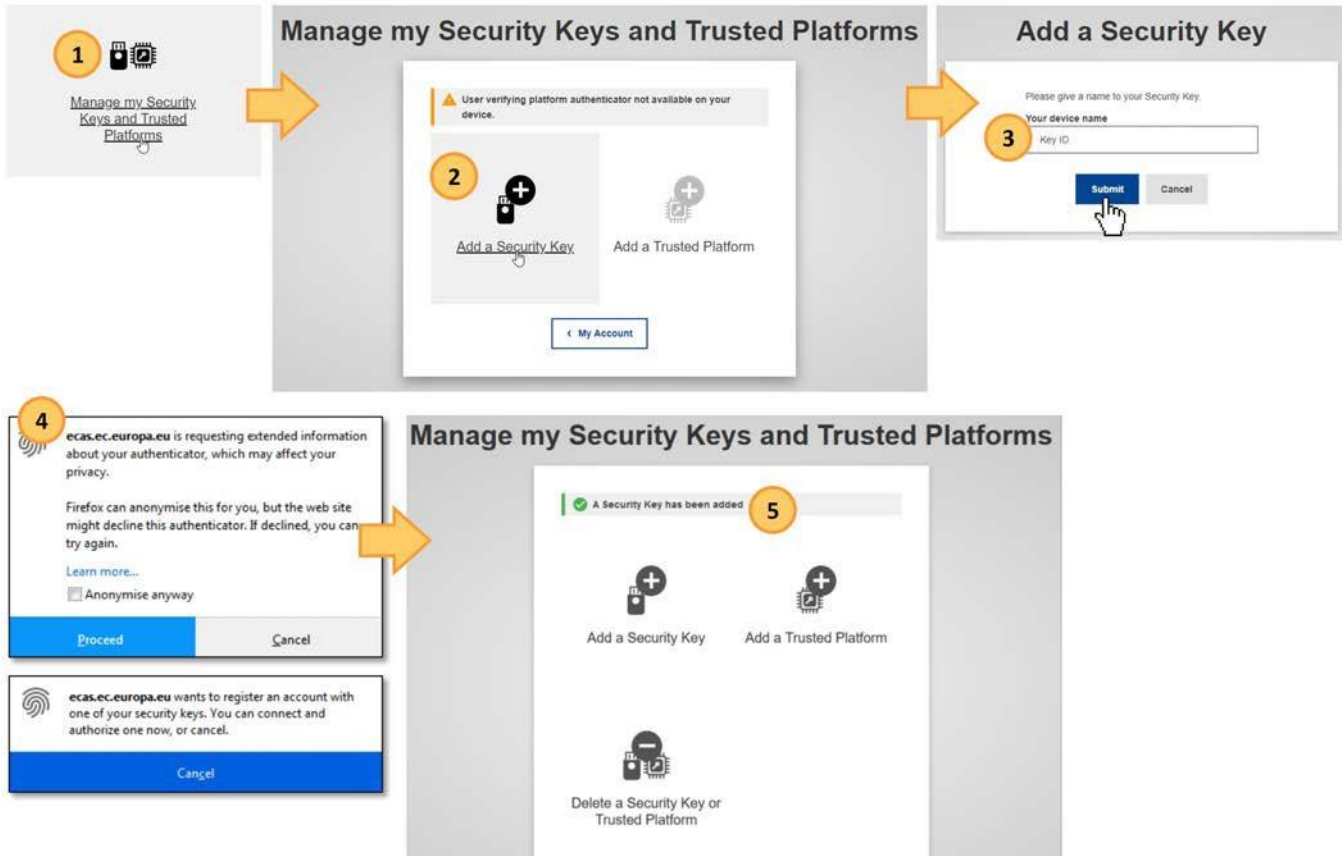 1
Manage my Security
Keys and Trusted
Platforms
Manage my Security Keys and Trusted Platforms
User verifying platform authenticator not available on your
device.
2
Add a Security Key
Add a Trusted Platform
‹ My Account
Add a Security Key
Please give a name to your Security Key.
Your device name
3
Key ID
Submit
Cancel
4
ecas.ec.europa.eu is requesting extended information
about your authenticator, which may affect your
privacy.
Firefox can anonymise this for you, but the web site
might decline this authenticator. If declined, you can
try again.
Learn more...
Anonymise anyway
Proceed
Cancel
ecas.ec.europa.eu wants to register an account with
one of your security keys. You can connect and
authorize one now, or cancel.
Cancel
Manage my Security Keys and Trusted Platforms
A Security Key has been added
5
Add a Security Key
Add a Trusted Platform
Delete a Security Key or
Trusted Platform